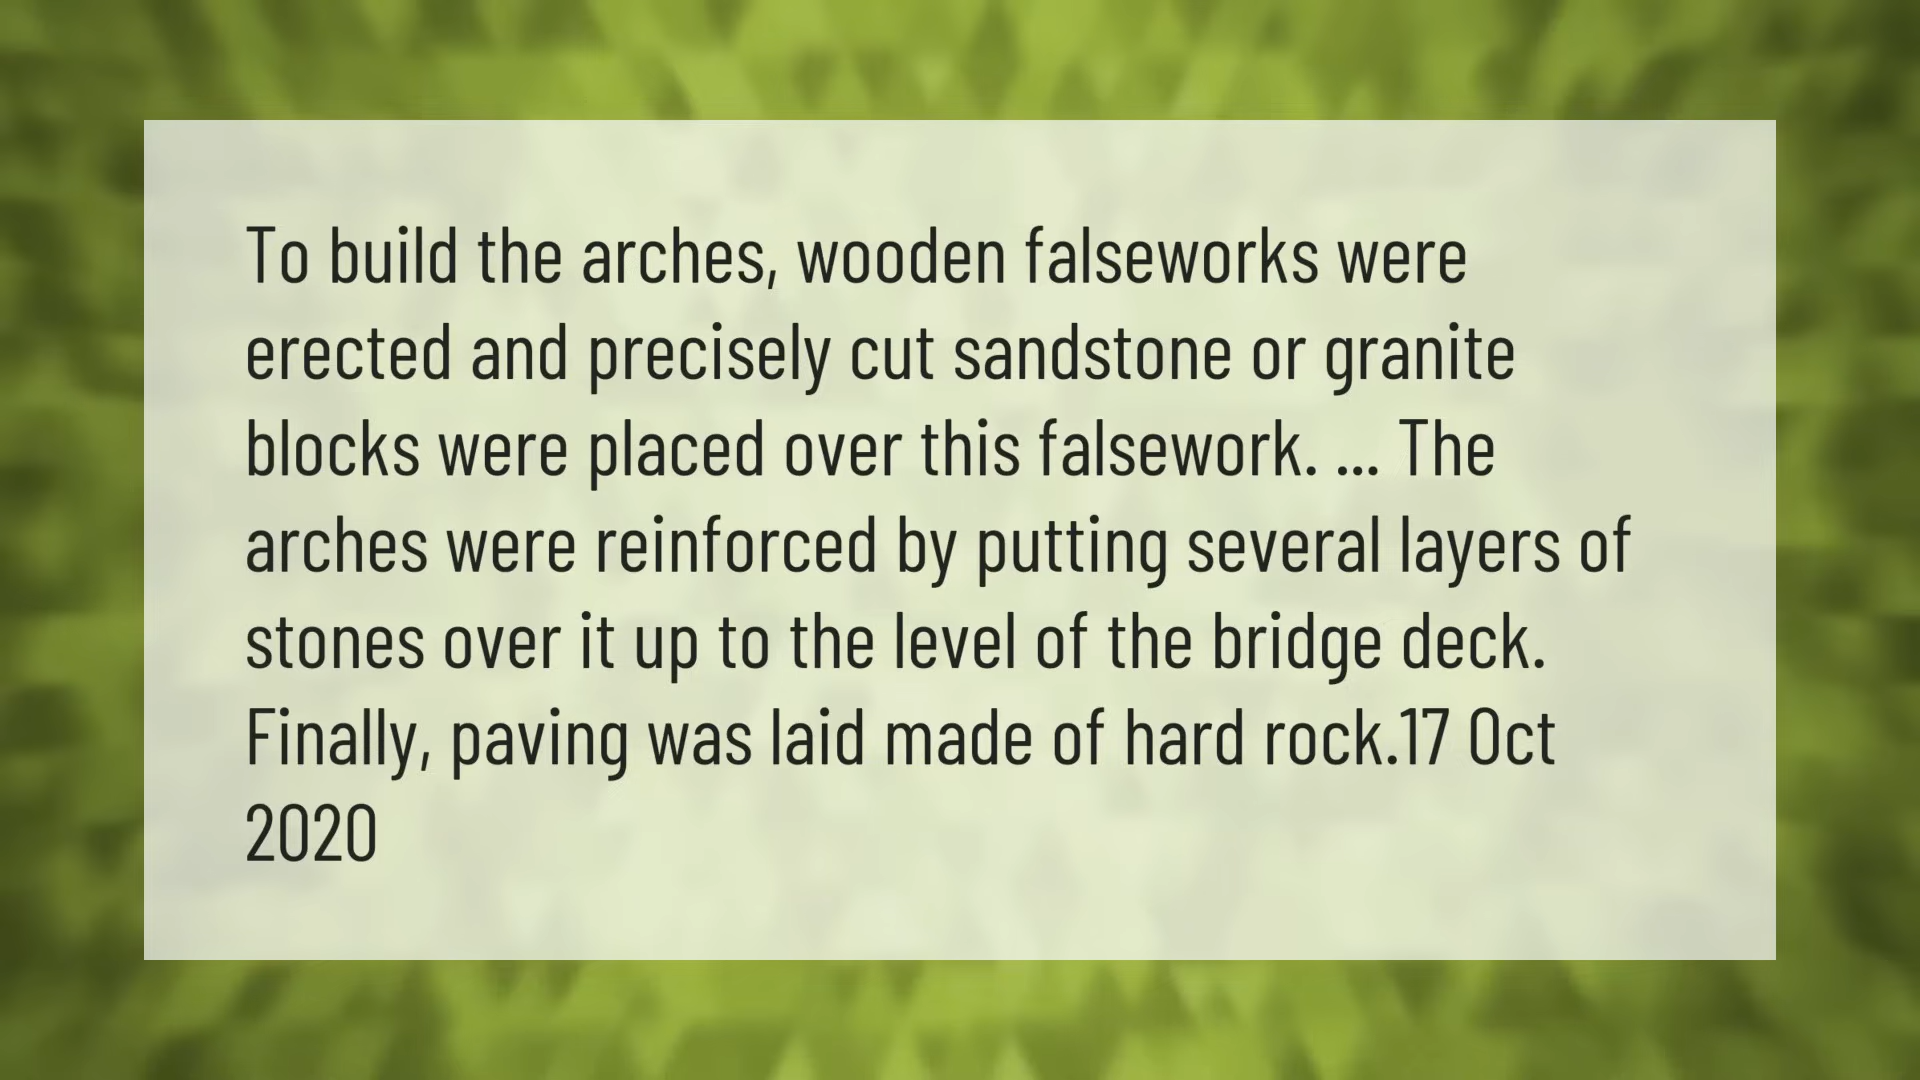 To build the arches, wooden falseworks were
erected and precisely cut sandstone or granite
blocks were placed over this falsework. ... The
arches were reinforced by putting several layers of
stones over it up to the level of the bridge deck.
Finally, paving was laid made of hard rock.17 Oct
2020